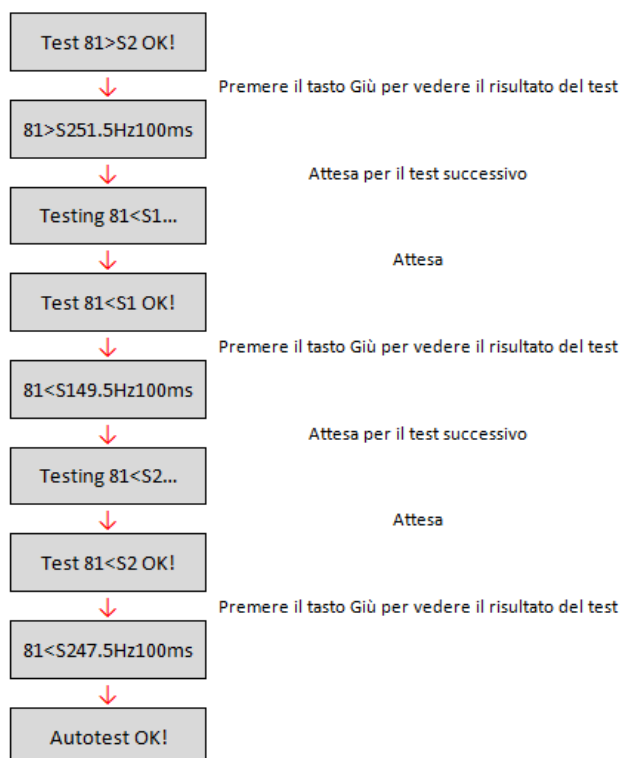 Test 81>S2 OK!
Premere il tasto Giù per vedere il risultato del test
81>S251.5Hz100ms
Attesa per il test successivo
Testing 81<S1...
Attesa
Test 81<S1 OK!
Premere il tasto Giù per vedere il risultato del test
81<S149.5Hz100ms
Attesa per il test successivo
Testing 81<S2...
Attesa
Test 81<S2 OK!
Premere il tasto Giù per vedere il risultato del test
81<S247.5Hz100ms
Autotest OK!